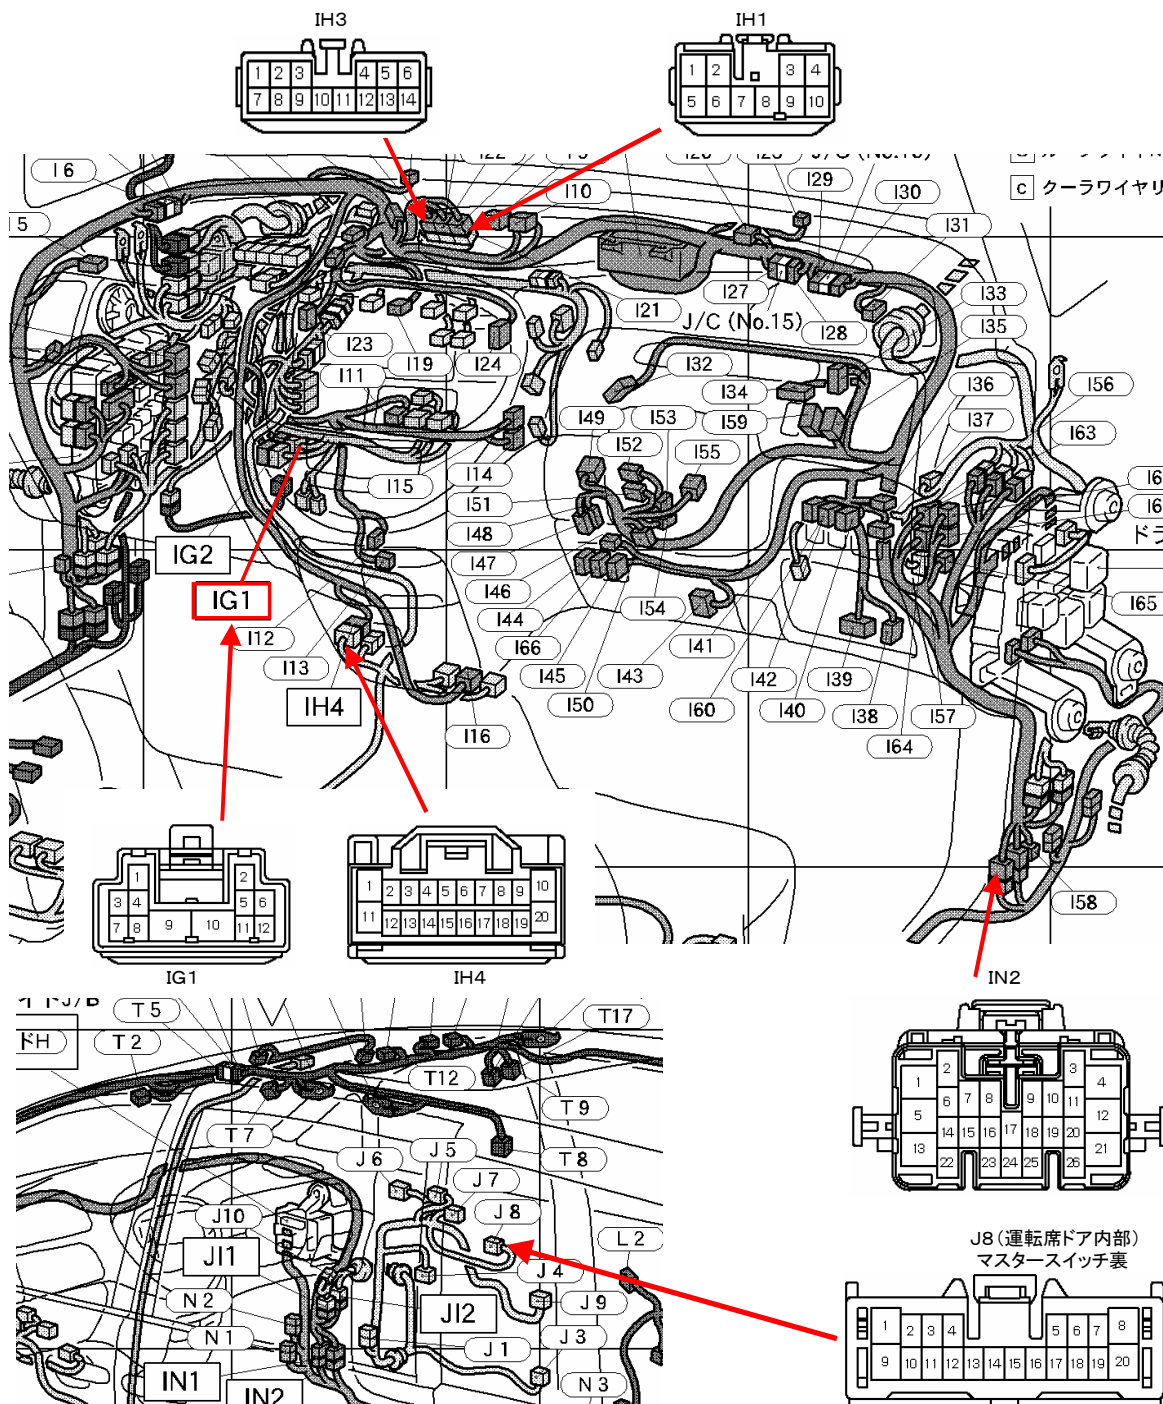 IH3
IH1
1 2 3 4 5 6
7 8 9 10 11 12 13 14
1 2 3 4
5 6 7 8 9 10
I6
I10
I29
I30
I31
C クーラワイヤリ
I27
I21
J/C (No.15)
I28
I33
I35
I23
I19
I24
I11
I32
I34
I36
I56
I49
I53
I59
I37
I63
I52
I55
I14
I15
I51
I48
IG2
I47
ドラ
IG1
I46
I54
I65
I12
I44
I41
I13
I66
I43
I42
I39
IH4
I45
I50
I60
I40
I38
I57
I16
I64
I58
1 2
3 4 5 6
7 8 9 10 11 12
1 2 3 4 5 6 7 8 9 10
11 12 13 14 15 16 17 18 19 20
IG1
IH4
IN2
T5
T17
ドH
T2
T12
T9
T7
T8
J5
J6
J7
J10
J8
L2
JI1
J4
N2
JI2
J9
N1
J1
J3
IN1
N3
IN2
1 2 3 4
5 6 7 8 9 10 11 12
13 14 15 16 17 18 19 20 21
22 23 24 25 26
J8(運転席ドア内部)
マスタースイッチ裏
1 2 3 4 5 6 7 8
9 10 11 12 13 14 15 16 17 18 19 20